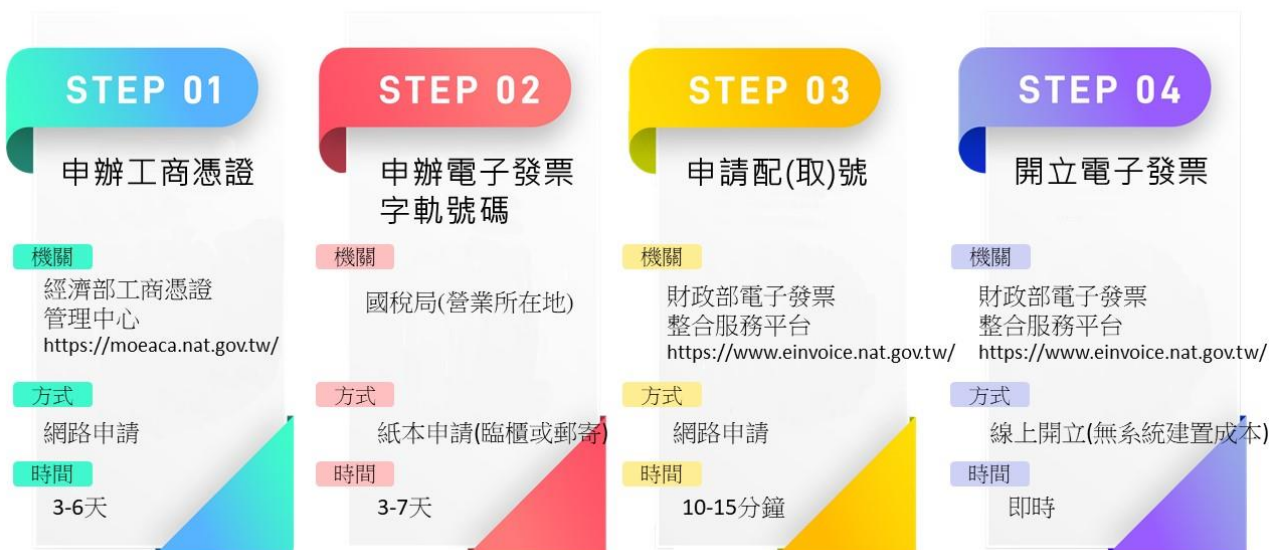 STEP 01
申辦工商憑證
機關
經濟部工商憑證
管理中心
https://moeaca.nat.gov.tw/
方式
網路申請
時間
3-6天
STEP 02
申辦電子發票
字軌號碼
機關
國稅局(營業所在地)
方式
紙本申請(臨櫃或郵寄)
時間
3-7天
STEP 03
申請配(取)號
機關
財政部電子發票
整合服務平台
https://www.einvoice.nat.gov.tw/
方式
網路申請
時間
10-15分鐘
STEP 04
開立電子發票
機關
財政部電子發票
整合服務平台
https://www.einvoice.nat.gov.tw/
方式
線上開立(無系統建置成本)
時間
即時